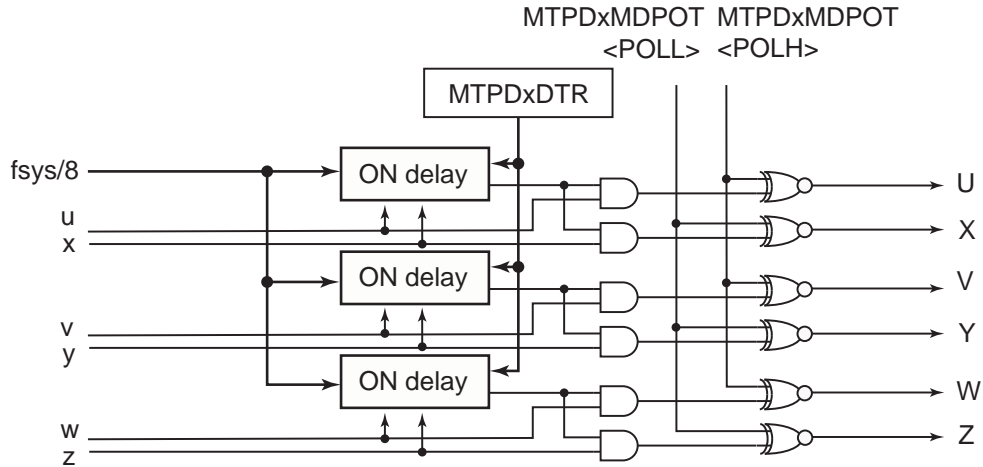 MTPDxMDPOT MTPDxMDPOT
<POLL> <POLH>
MTPDxDTR
fsys/8
ON delay
U
u
x
X
ON delay
V
v
y
Y
ON delay
W
w
z
Z